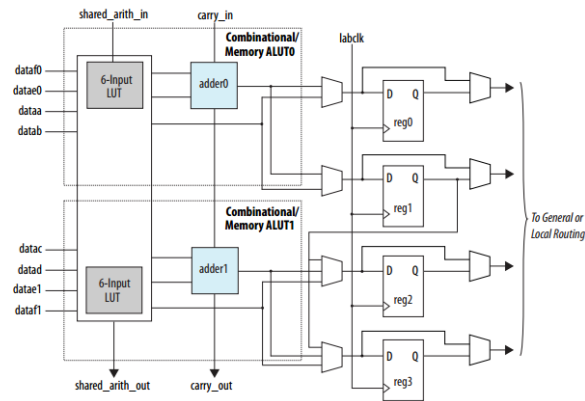 shared_arith_in
carry_in
Combinational/
Memory ALUT0
labclk
dataf0
datae0
dataa
datab
6-Input
LUT
adder0
D Q
reg0
D Q
reg1
To General or
Local Routing
Combinational/
Memory ALUT1
datac
datad
datae1
dataf1
6-Input
LUT
adder1
D Q
reg2
D Q
reg3
shared_arith_out
carry_out